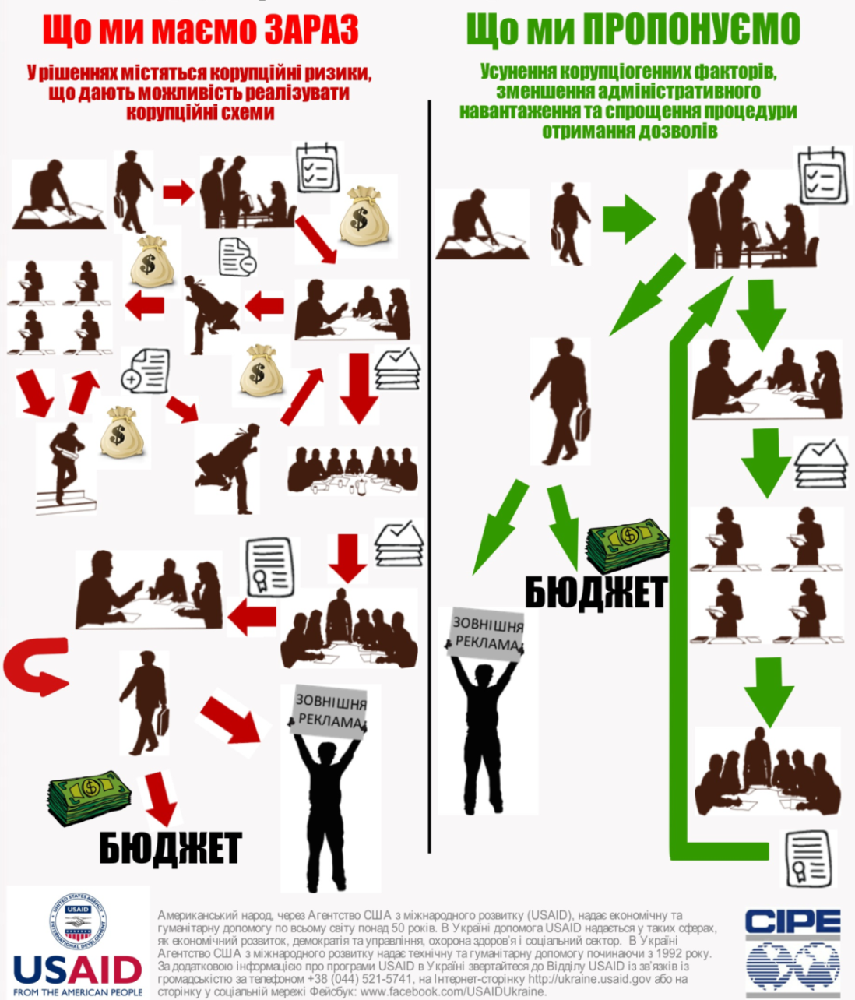 Що ми маємо ЗАРАЗ
У рішеннях містяться корупційні ризики,
що дають можливість реалізувати
корупційні схеми
Що ми ПРОПОНУЄМО
Усунення корупціогенних факторів,
зменшення адміністративного
навантаження та спрощення процедури
отримання дозволів
$
$
$
$
ЗОВНІШНЯ
РЕКЛАМА
$
БЮДЖЕТ
$
БЮДЖЕТ
ЗОВНІШНЯ
РЕКЛАМА
UNITED STATES AGENCY
USAID
INTERNATIONAL DEVELOPMENT
USAID
FROM THE AMERICAN PEOPLE
Американський народ, через Агентство США з міжнародного розвитку (USAID), надає економічну та
гуманітарну допомогу по всьому світу понад 50 років. В Україні допомога USAID надається у таких сферах,
як економічний розвиток, демократія та управління, охорона здоров'я і соціальний сектор. В Україні
Агентство США з міжнародного розвитку надає технічну та гуманітарну допомогу починаючи з 1992 року.
За додатковою інформацією про програми USAID в Україні звертайтеся до Відділу USAID із зв'язків із
громадськістю за телефоном +38 (044) 521-5741, на Інтернет-сторінку http://ukraine.usaid.gov або на
сторінку у соціальній мережі Фейсбук: www.facebook.com/USAIDUkraine.
CIPE